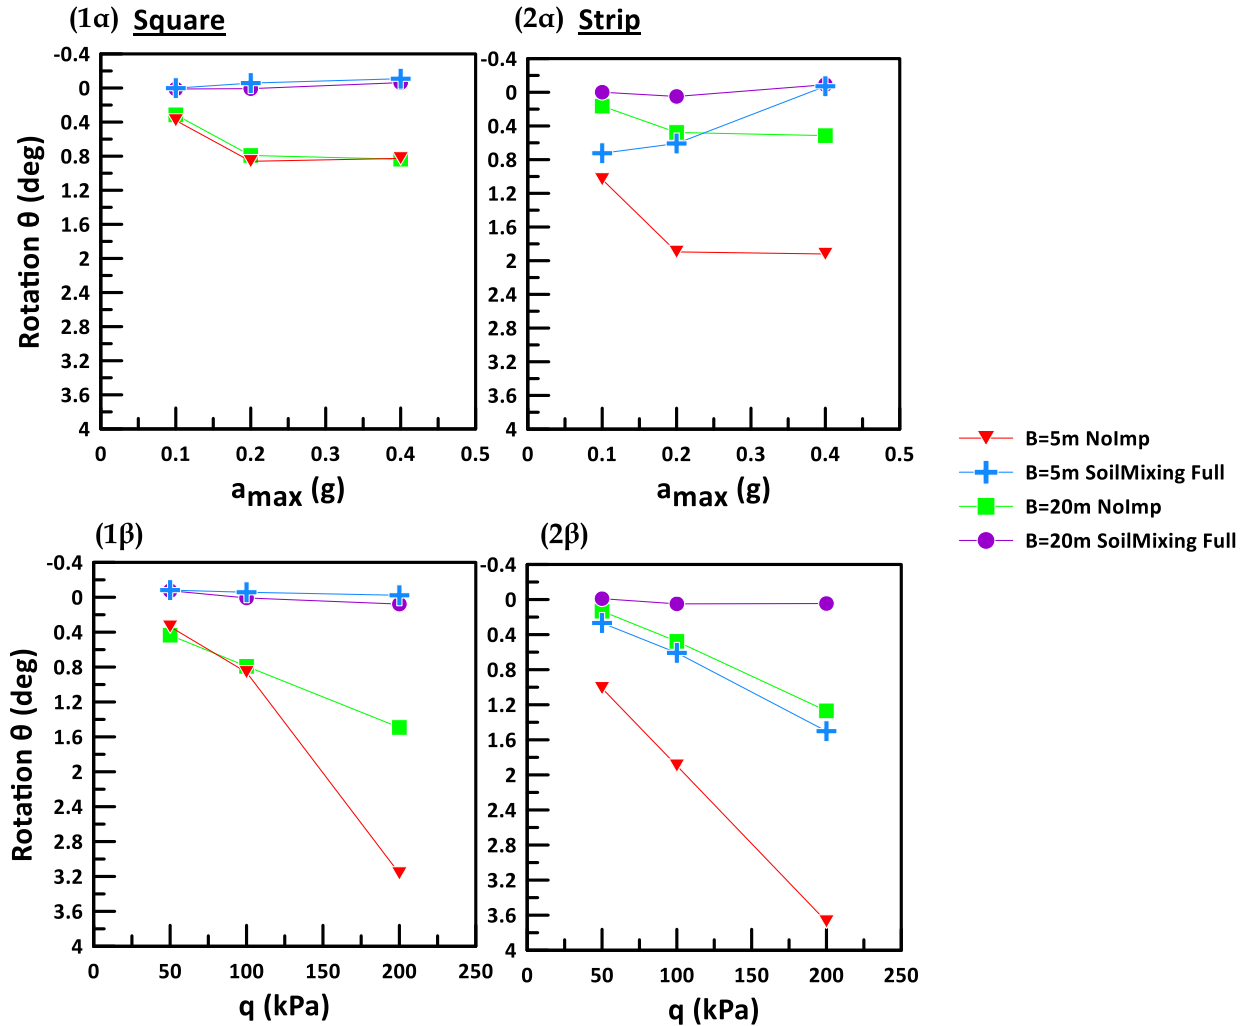 (1α) Square
-0.4
0
0.4
0.8
1.2
1.6
2
2.4
2.8
3.2
3.6
4
Rotation θ (deg)
0 0.1 0.2 0.3 0.4 0.5
amax (g)
(2α) Strip
-0.4
0
0.4
0.8
1.2
1.6
2
2.4
2.8
3.2
3.6
4
0 0.1 0.2 0.3 0.4 0.5
amax (g)
B=5m NoImp
B=5m SoilMixing Full
B=20m NoImp
B=20m SoilMixing Full
(1β)
-0.4
0
0.4
0.8
1.2
1.6
2
2.4
2.8
3.2
3.6
4
Rotation θ (deg)
0 50 100 150 200 250
q (kPa)
(2β)
-0.4
0
0.4
0.8
1.2
1.6
2
2.4
2.8
3.2
3.6
4
0 50 100 150 200 250
q (kPa)